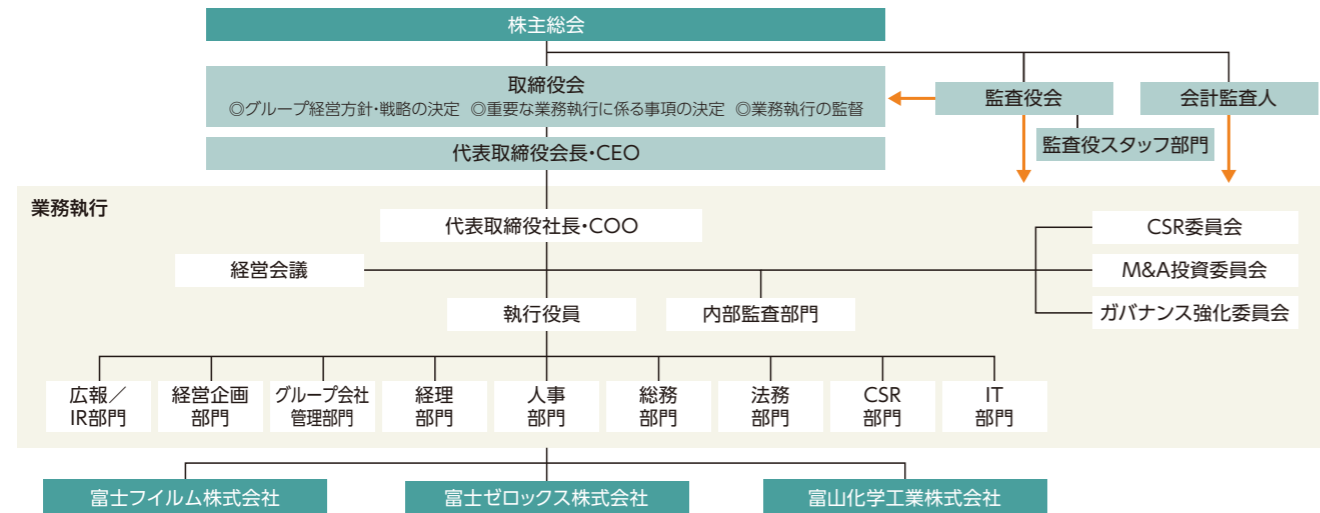 株主総会
取締役会
◎グループ経営方針・戦略の決定 ◎重要な業務執行に係る事項の決定 ◎業務執行の監督
監査役会
会計監査人
監査役スタッフ部門
代表取締役会長・CEO
業務執行
代表取締役社長・COO
CSR委員会
経営会議
M&A投資委員会
執行役員
内部監査部門
ガバナンス強化委員会
広報／
IR部門
経営企画
部門
グループ会社
管理部門
経理
部門
人事
部門
総務
部門
法務
部門
CSR
部門
IT
部門
富士フイルム株式会社
富士ゼロックス株式会社
富山化学工業株式会社